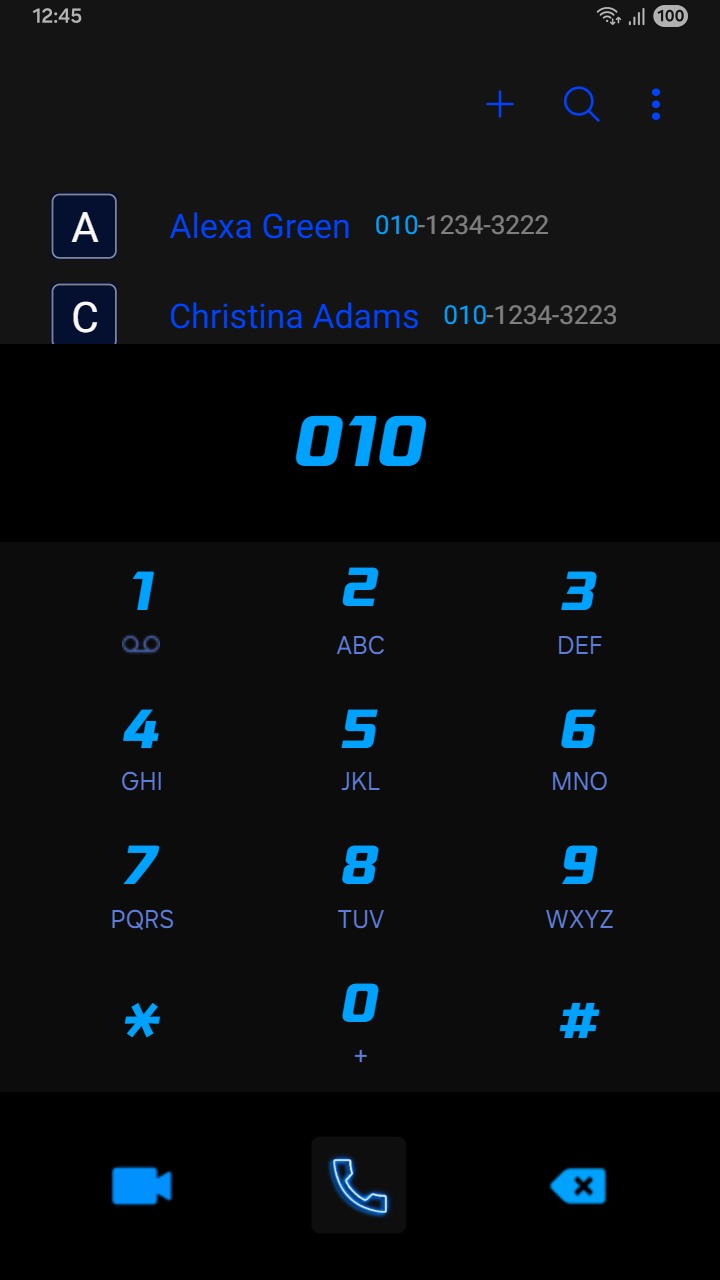 12:45 100
A Alexa Green 010-1234-3222
C Christina Adams 010-1234-3223
010
1 2 3
ABC DEF
4 5 6
GHI JKL MNO
7 8 9
PQRS TUV WXYZ
* 0 #
+